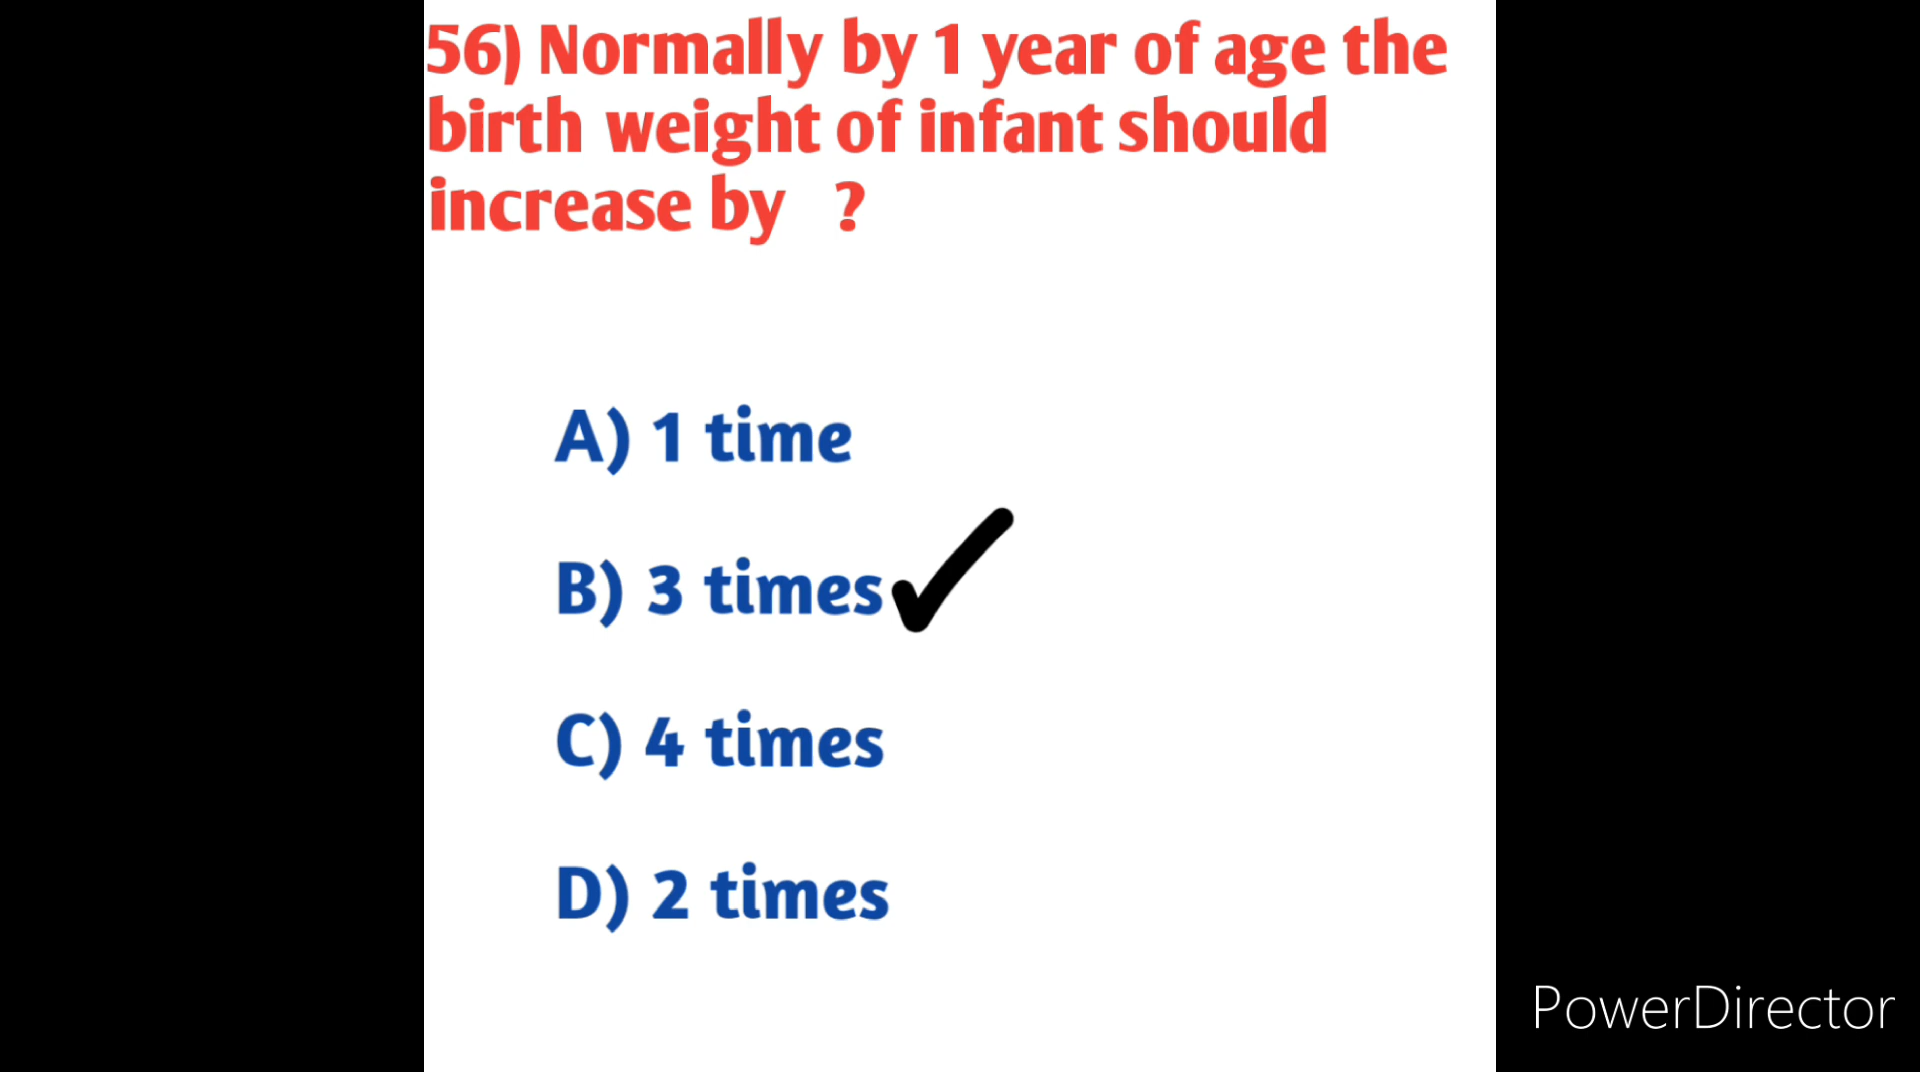 56) Normally by 1 year of age the
birth weight of infant should
increase by ?
A) 1 time
B) 3 times
C) 4 times
D) 2 times
PowerDirector